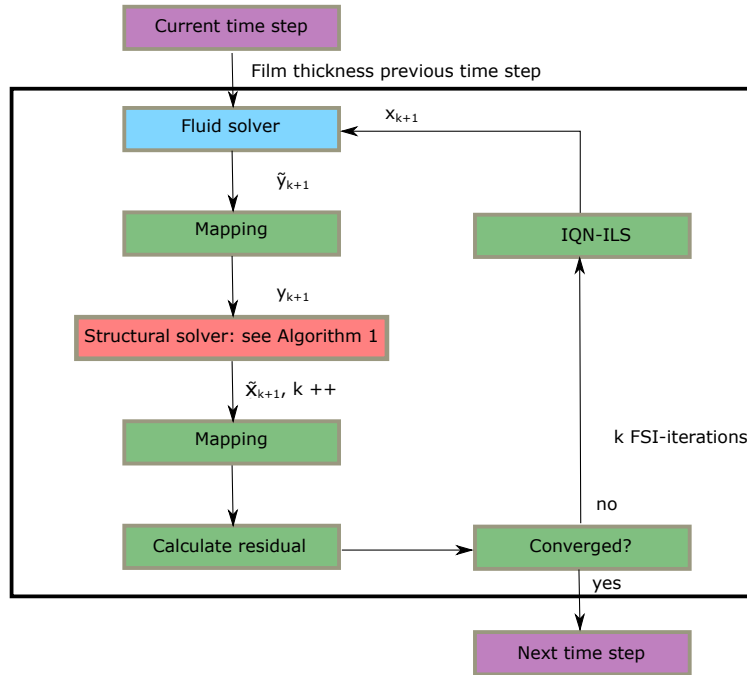 Current time step
Film thickness previous time step
Fluid solver
x_{k+1}
ỹ_{k+1}
Mapping
IQN-ILS
y_{k+1}
Structural solver: see Algorithm 1
x̃_{k+1}, k ++
Mapping
k FSI-iterations
no
Calculate residual
Converged?
yes
Next time step